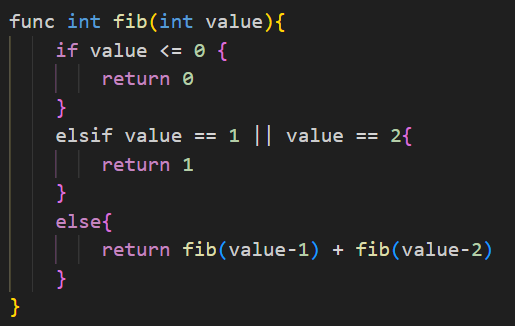 func int fib(int value){
    if value <= 0 {
        return 0
    }
    elsif value == 1 || value == 2{
        return 1
    }
    else{
        return fib(value-1) + fib(value-2)
    }
}